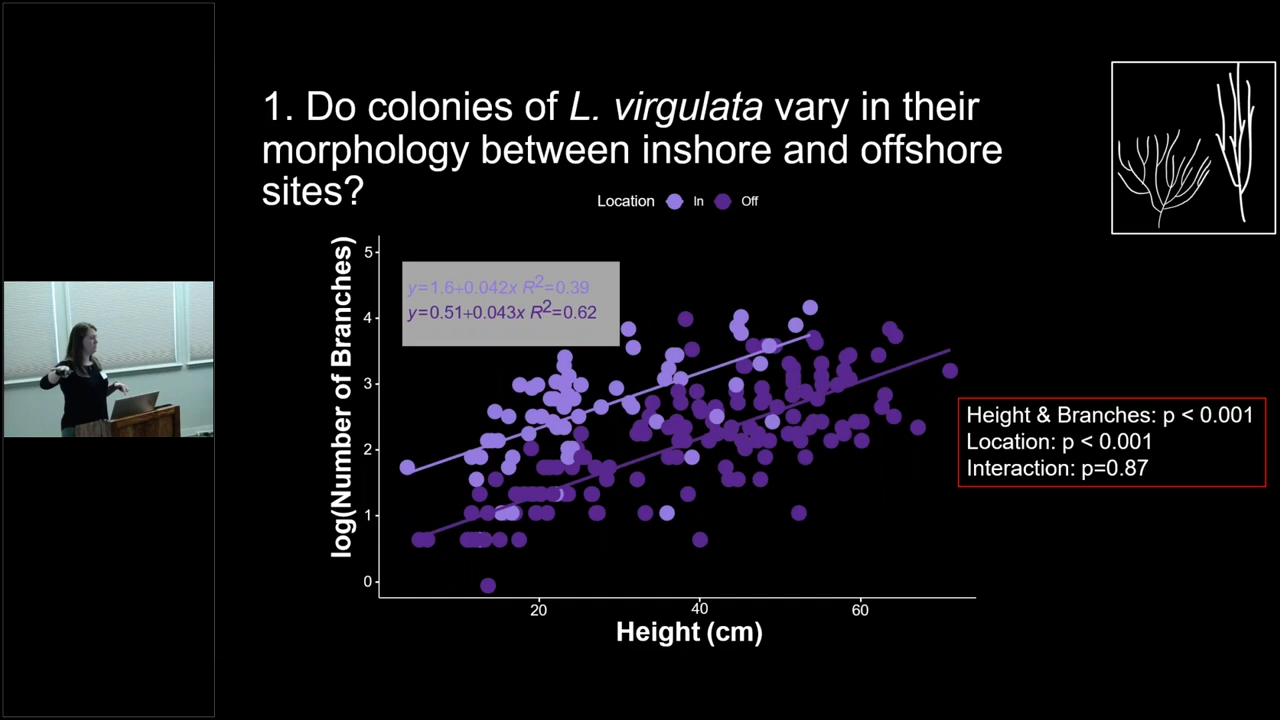 1. Do colonies of L. virgulata vary in their
morphology between inshore and offshore
sites?
Location In Off
log(Number of Branches)
5
4
3
2
1
0
y=1.6+0.042x R²=0.39
y=0.51+0.043x R²=0.62
20 40 60
Height (cm)
Height & Branches: p < 0.001
Location: p < 0.001
Interaction: p=0.87